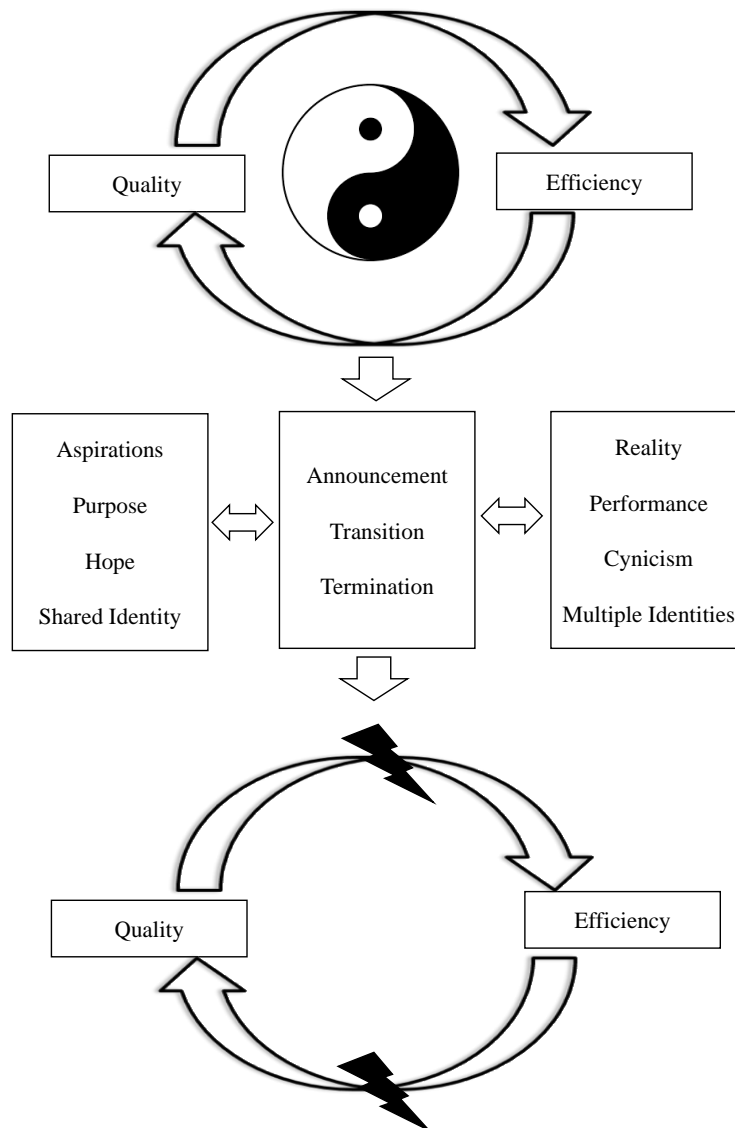 Quality
Efficiency
Aspirations
Purpose
Hope
Shared Identity
Announcement
Transition
Termination
Reality
Performance
Cynicism
Multiple Identities
Quality
Efficiency